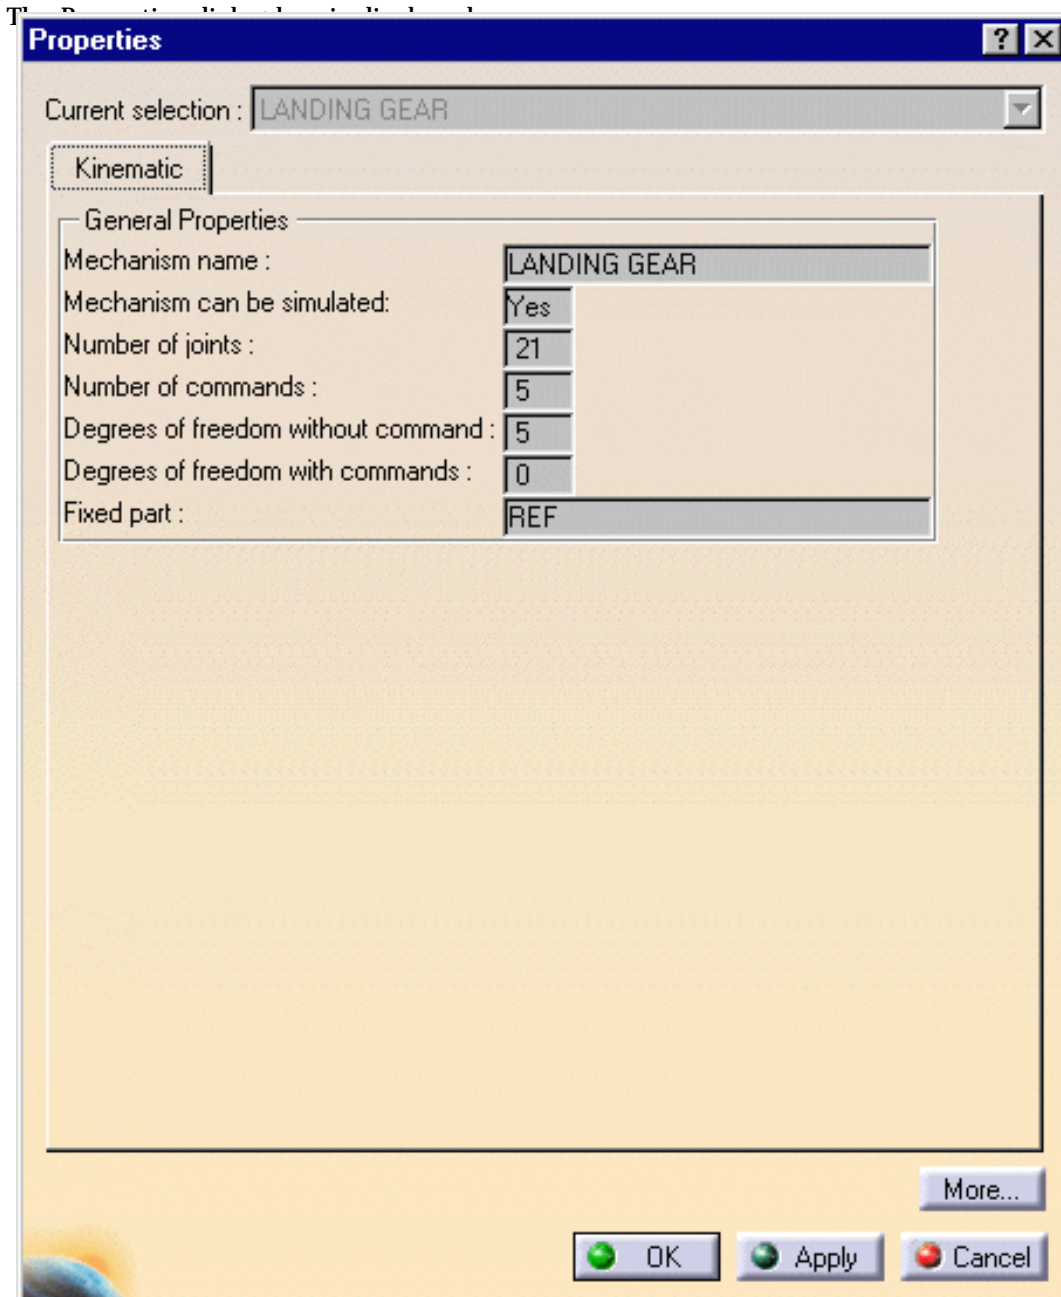 Properties
Current selection : LANDING GEAR
Kinematic
General Properties
Mechanism name : LANDING GEAR
Mechanism can be simulated: Yes
Number of joints : 21
Number of commands : 5
Degrees of freedom without command : 5
Degrees of freedom with commands : 0
Fixed part : REF
More...
OK Apply Cancel